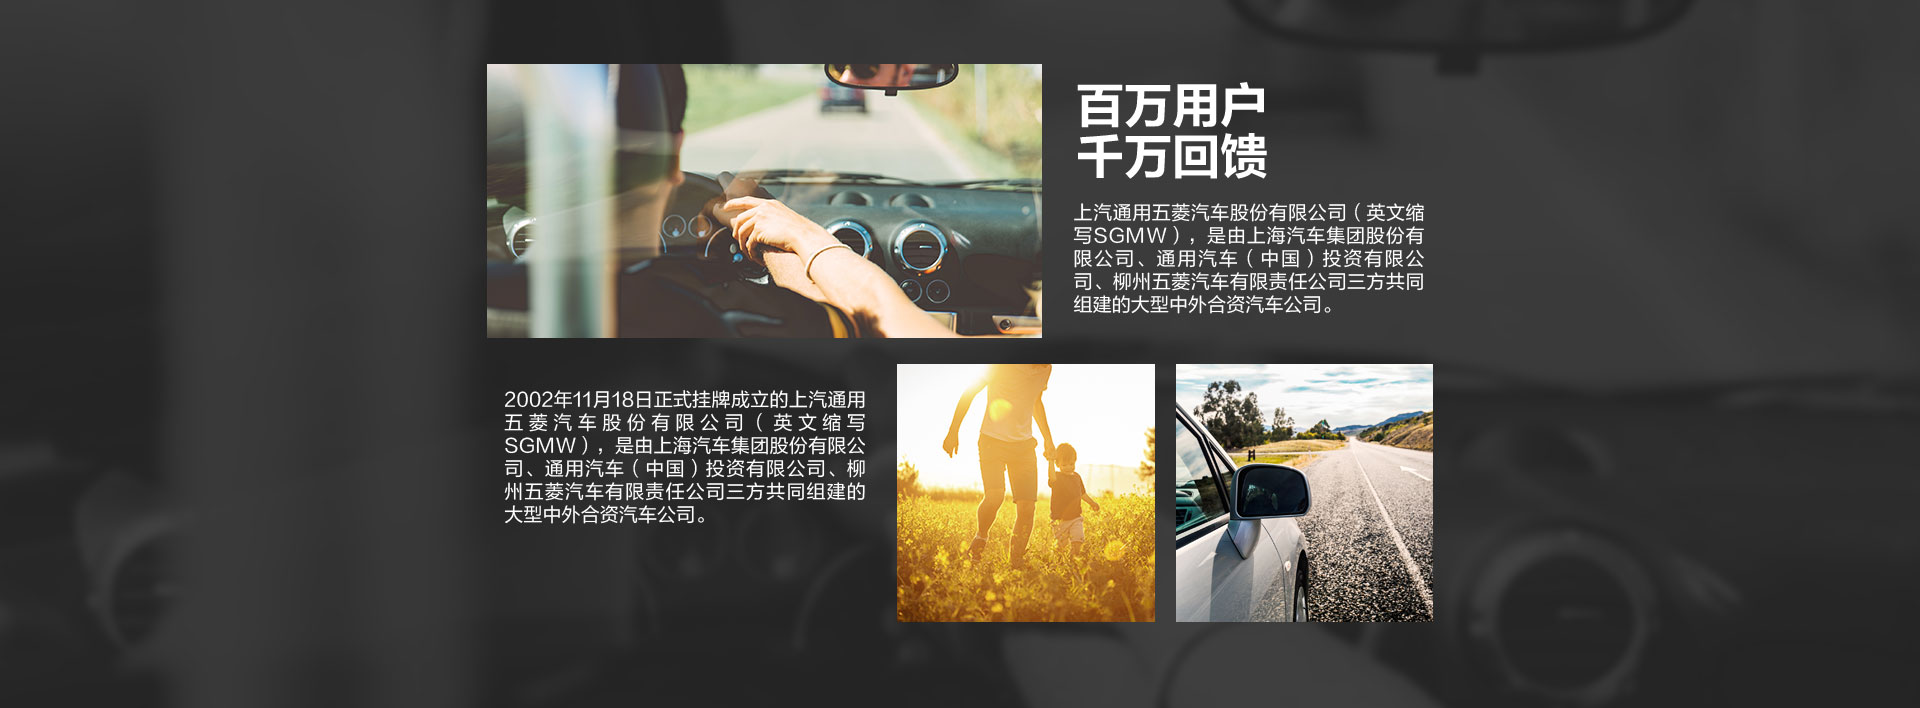 百万用户
千万回馈
上汽通用五菱汽车股份有限公司（英文缩
写SGMW），是由上海汽车集团股份有
限公司、通用汽车（中国）投资有限公
司、柳州五菱汽车有限责任公司三方共同
组建的大型中外合资汽车公司。
2002年11月18日正式挂牌成立的上汽通用
五菱汽车股份有限公司（英文缩写
SGMW），是由上海汽车集团股份有限公
司、通用汽车（中国）投资有限公司、柳
州五菱汽车有限责任公司三方共同组建的
大型中外合资汽车公司。